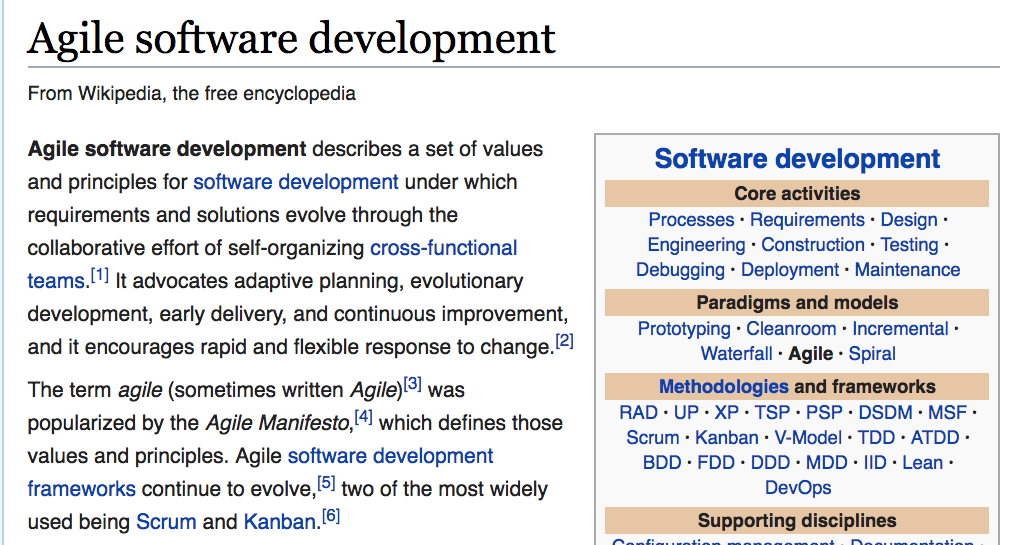 Agile software development
From Wikipedia, the free encyclopedia
Agile software development describes a set of values
and principles for software development under which
requirements and solutions evolve through the
collaborative effort of self-organizing cross-functional
teams.[1] It advocates adaptive planning, evolutionary
development, early delivery, and continuous improvement,
and it encourages rapid and flexible response to change.[2]
The term agile (sometimes written Agile)[3] was
popularized by the Agile Manifesto,[4] which defines those
values and principles. Agile software development
frameworks continue to evolve,[5] two of the most widely
used being Scrum and Kanban.[6]
Software development
Core activities
Processes · Requirements · Design ·
Engineering · Construction · Testing ·
Debugging · Deployment · Maintenance
Paradigms and models
Prototyping · Cleanroom · Incremental ·
Waterfall · Agile · Spiral
Methodologies and frameworks
RAD · UP · XP · TSP · PSP · DSDM · MSF ·
Scrum · Kanban · V-Model · TDD · ATDD ·
BDD · FDD · DDD · MDD · IID · Lean ·
DevOps
Supporting disciplines
Configuration management · Documentation ·